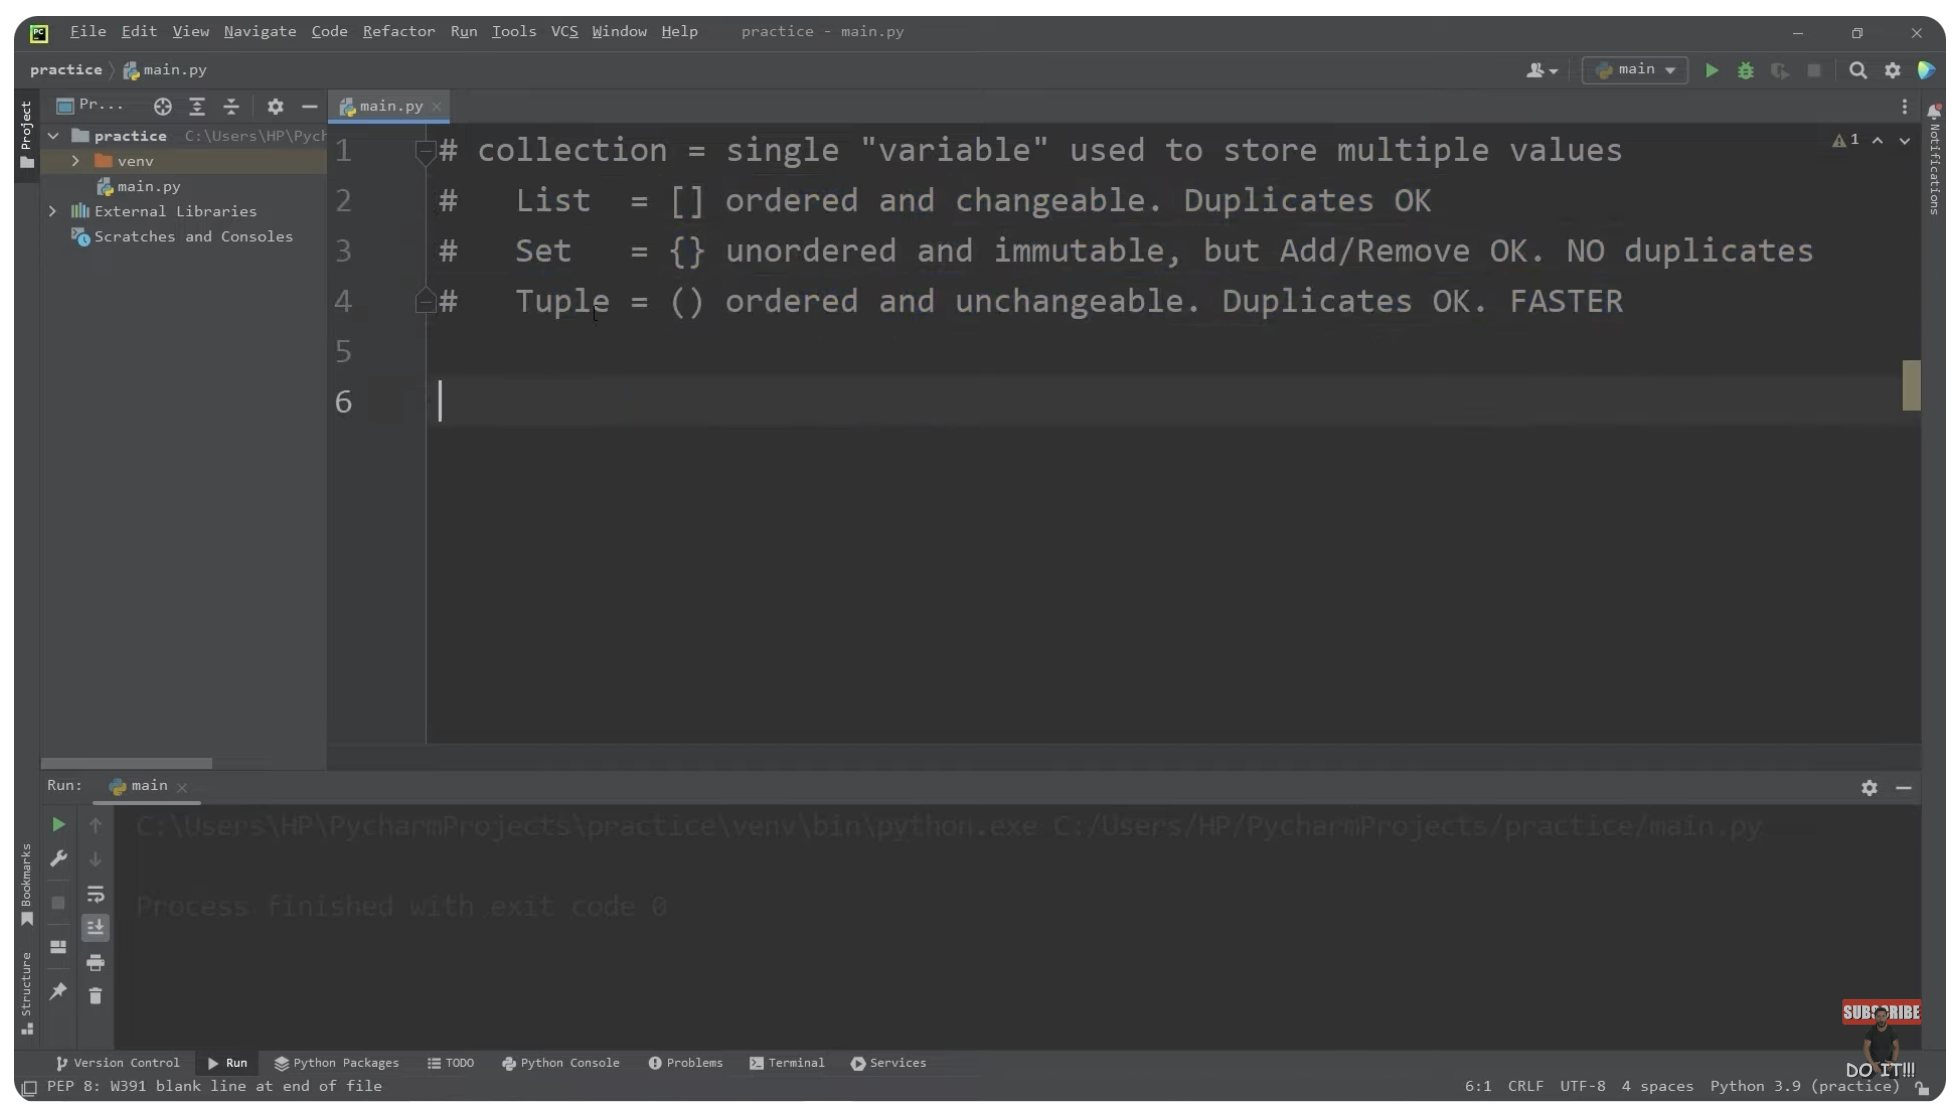 File Edit View Navigate Code Refactor Run Tools VCS Window Help practice - main.py
practice main.py main
Project Pr... main.py
practice C:\Users\HP\Pych
venv
main.py
External Libraries
Scratches and Consoles
1 # collection = single "variable" used to store multiple values
2 # List = [] ordered and changeable. Duplicates OK
3 # Set = {} unordered and immutable, but Add/Remove OK. NO duplicates
4 # Tuple = () ordered and unchangeable. Duplicates OK. FASTER
5
6
1
Notifications
Run: main
C:\Users\HP\PycharmProjects\practice\venv\bin\python.exe C:/Users/HP/PycharmProjects/practice/main.py
Process finished with exit code 0
Bookmarks
Structure
SUBSCRIBE
DO IT!!!
Version Control Run Python Packages TODO Python Console Problems Terminal Services
PEP 8: W391 blank line at end of file 6:1 CRLF UTF-8 4 spaces Python 3.9 (practice)